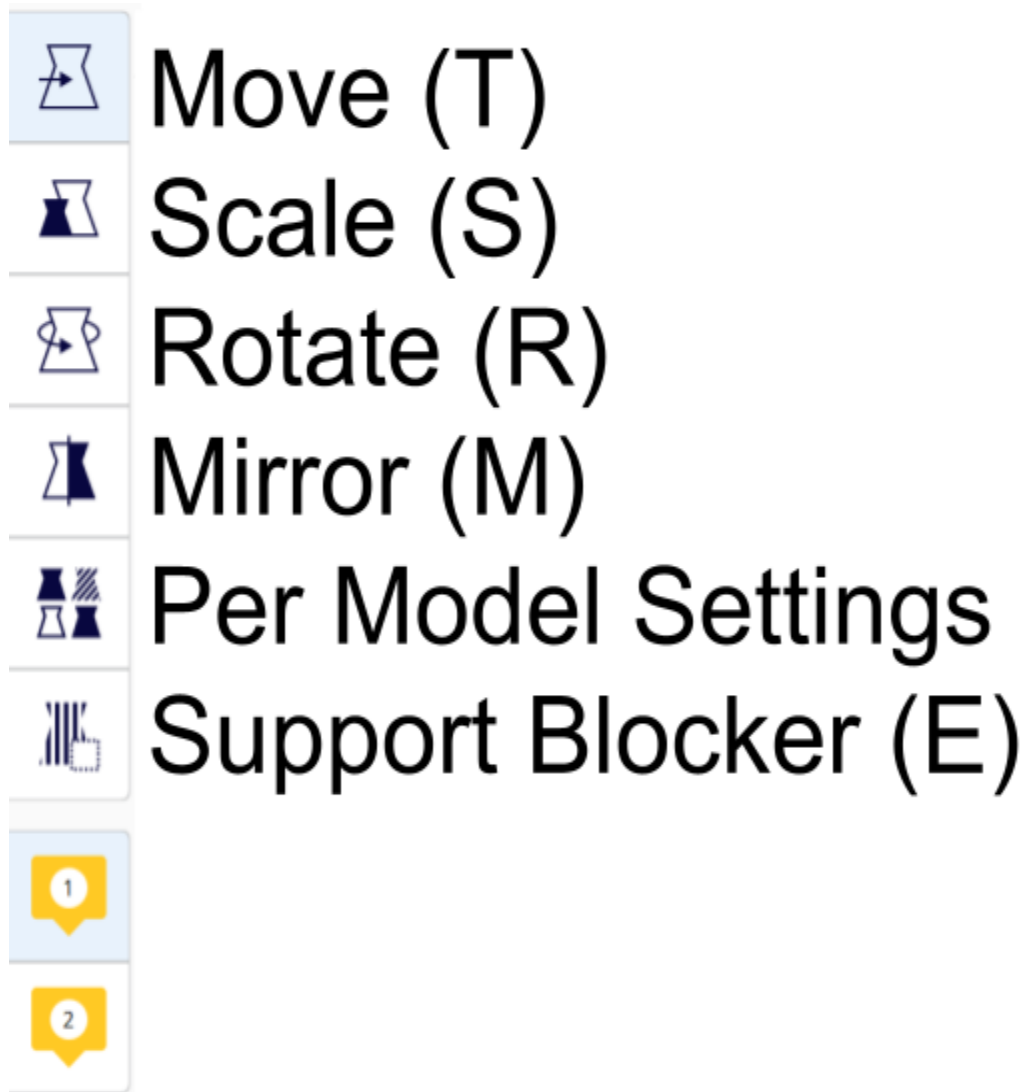 Move (T)
Scale (S)
Rotate (R)
Mirror (M)
Per Model Settings
Support Blocker (E)
1
2